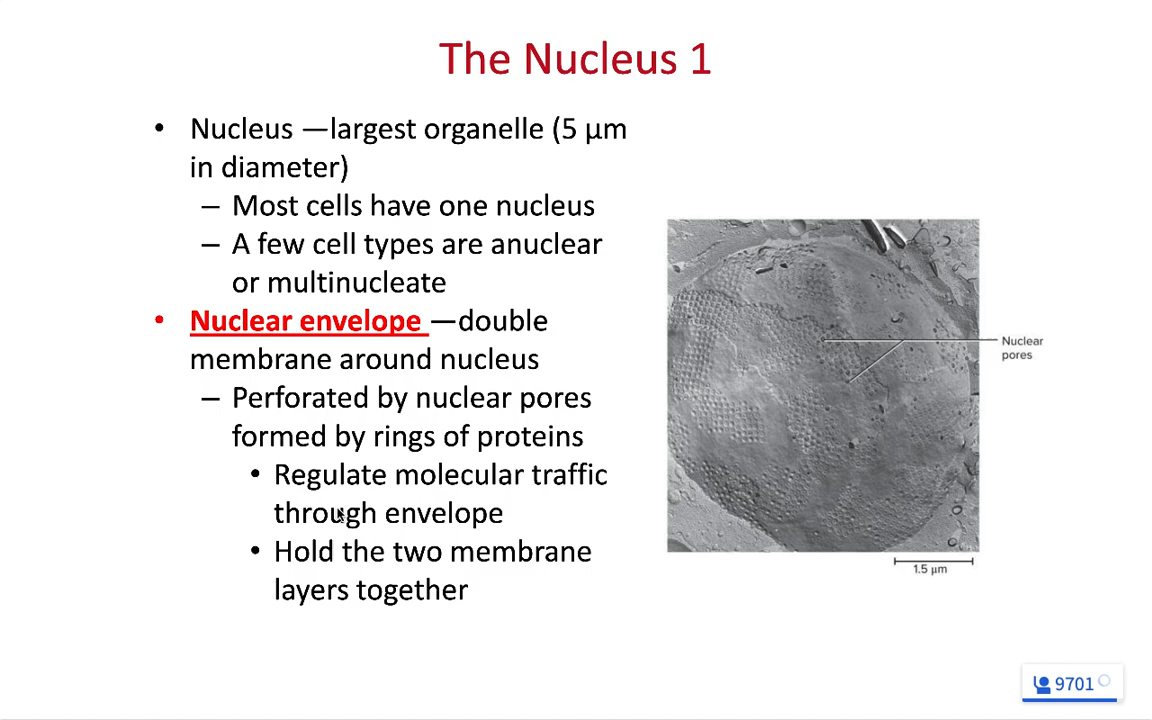 The Nucleus 1
• Nucleus —largest organelle (5 µm
in diameter)
– Most cells have one nucleus
– A few cell types are anuclear
or multinucleate
• Nuclear envelope —double
membrane around nucleus
– Perforated by nuclear pores
formed by rings of proteins
• Regulate molecular traffic
through envelope
• Hold the two membrane
layers together
Nuclear
pores
1.5 µm
9701